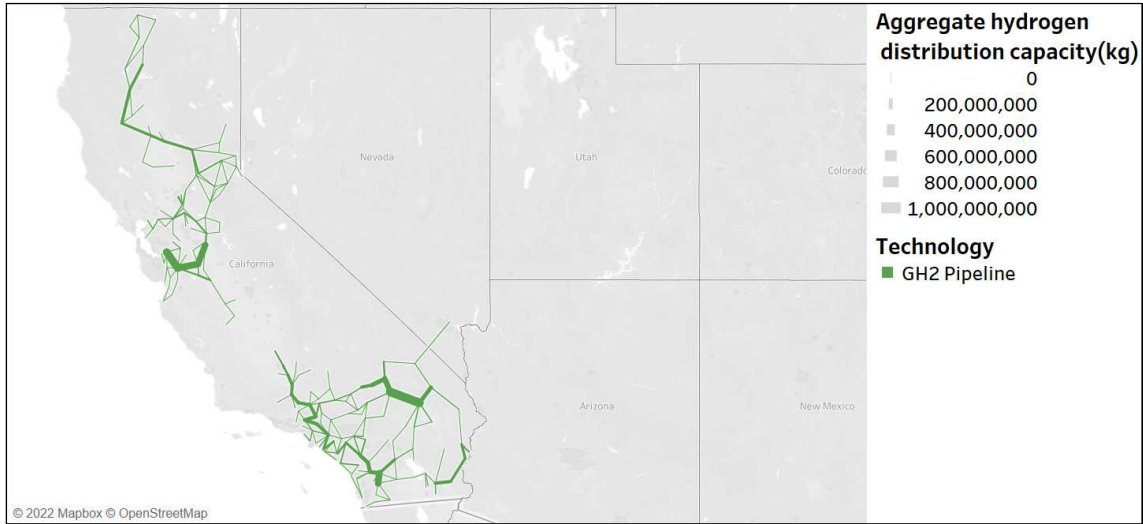 Aggregate hydrogen
distribution capacity(kg)
0
200,000,000
400,000,000
600,000,000
800,000,000
1,000,000,000
Technology
GH2 Pipeline
Nevada
Utah
Colorado
California
Arizona
New Mexico
© 2022 Mapbox © OpenStreetMap